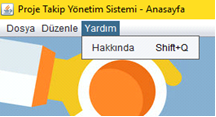 Proje Takip Yönetim Sistemi - Anasayfa
Dosya Düzenle Yardım
Hakkında Shift+Q